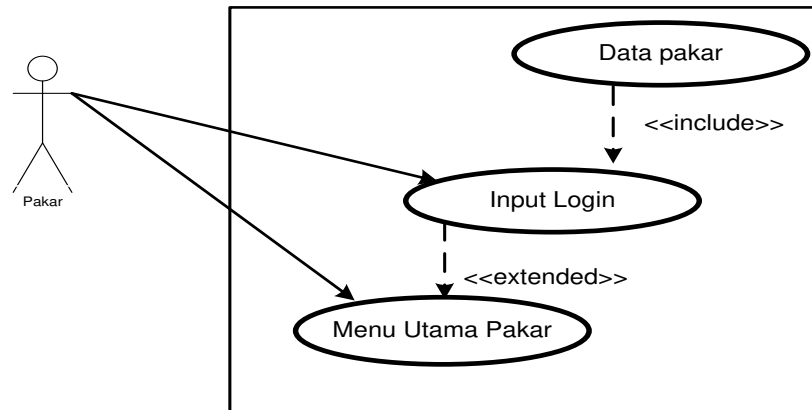 Data pakar
<<include>>
Pakar
Input Login
<<extended>>
Menu Utama Pakar